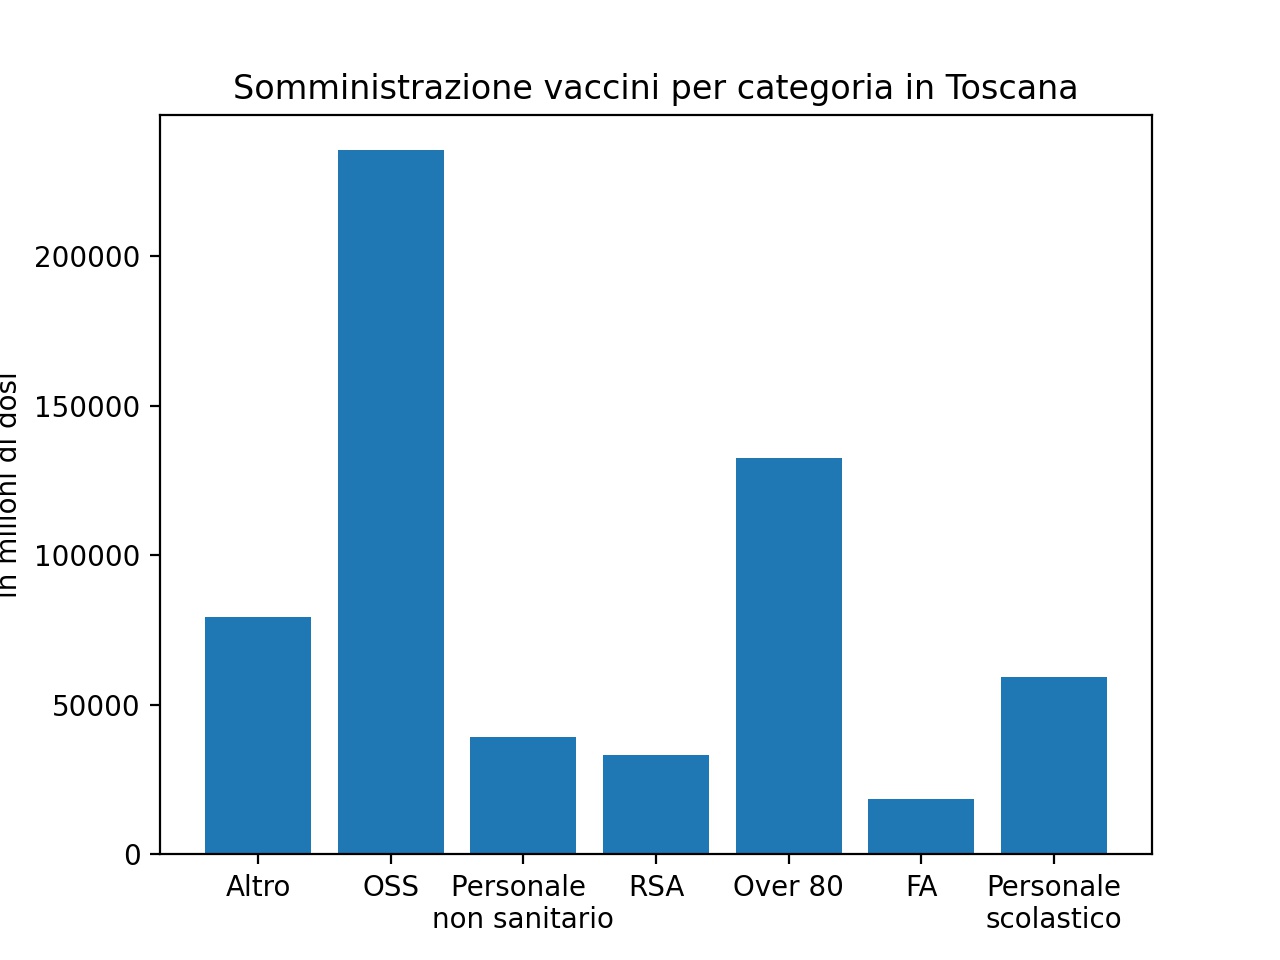 Somministrazione vaccini per categoria in Toscana
In milioni di dosi
200000
150000
100000
50000
0
Altro
OSS
Personale
non sanitario
RSA
Over 80
FA
Personale
scolastico